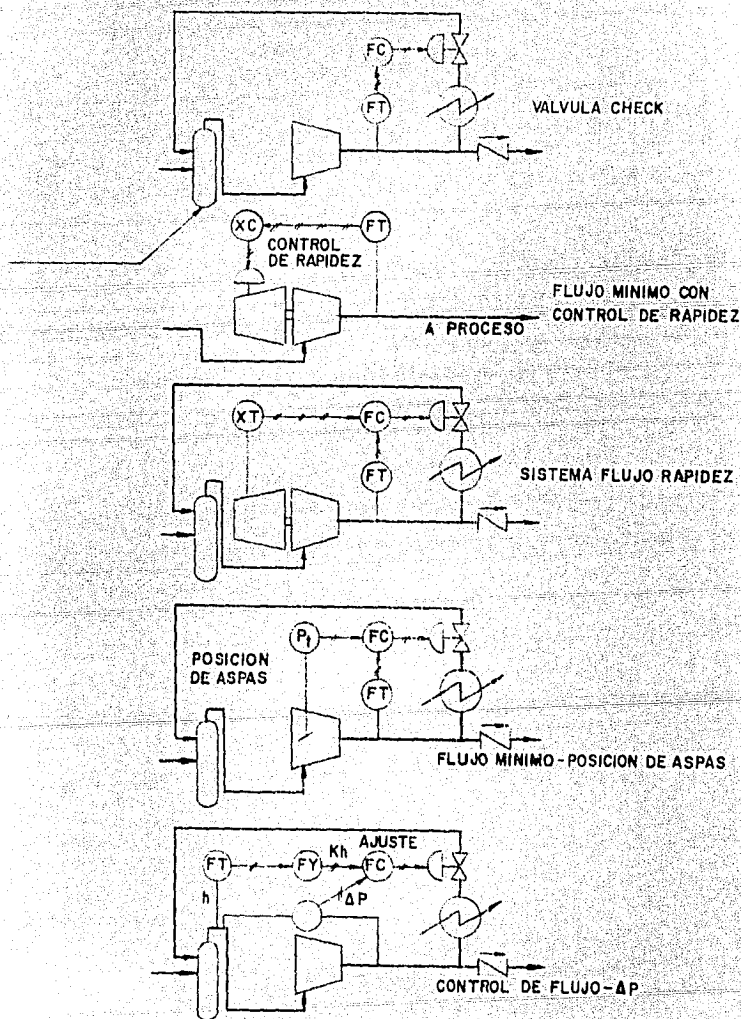 FC
FT
VALVULA CHECK
XC
FT
CONTROL
DE RAPIDEZ
FLUJO MINIMO CON
CONTROL DE RAPIDEZ
A PROCESO
XT
FC
FT
SISTEMA FLUJO RAPIDEZ
Pt
FC
POSICION
DE ASPAS
FT
FLUJO MINIMO-POSICION DE ASPAS
AJUSTE
FT
FY
Kh
FC
h
ΔP
CONTROL DE FLUJO-ΔP